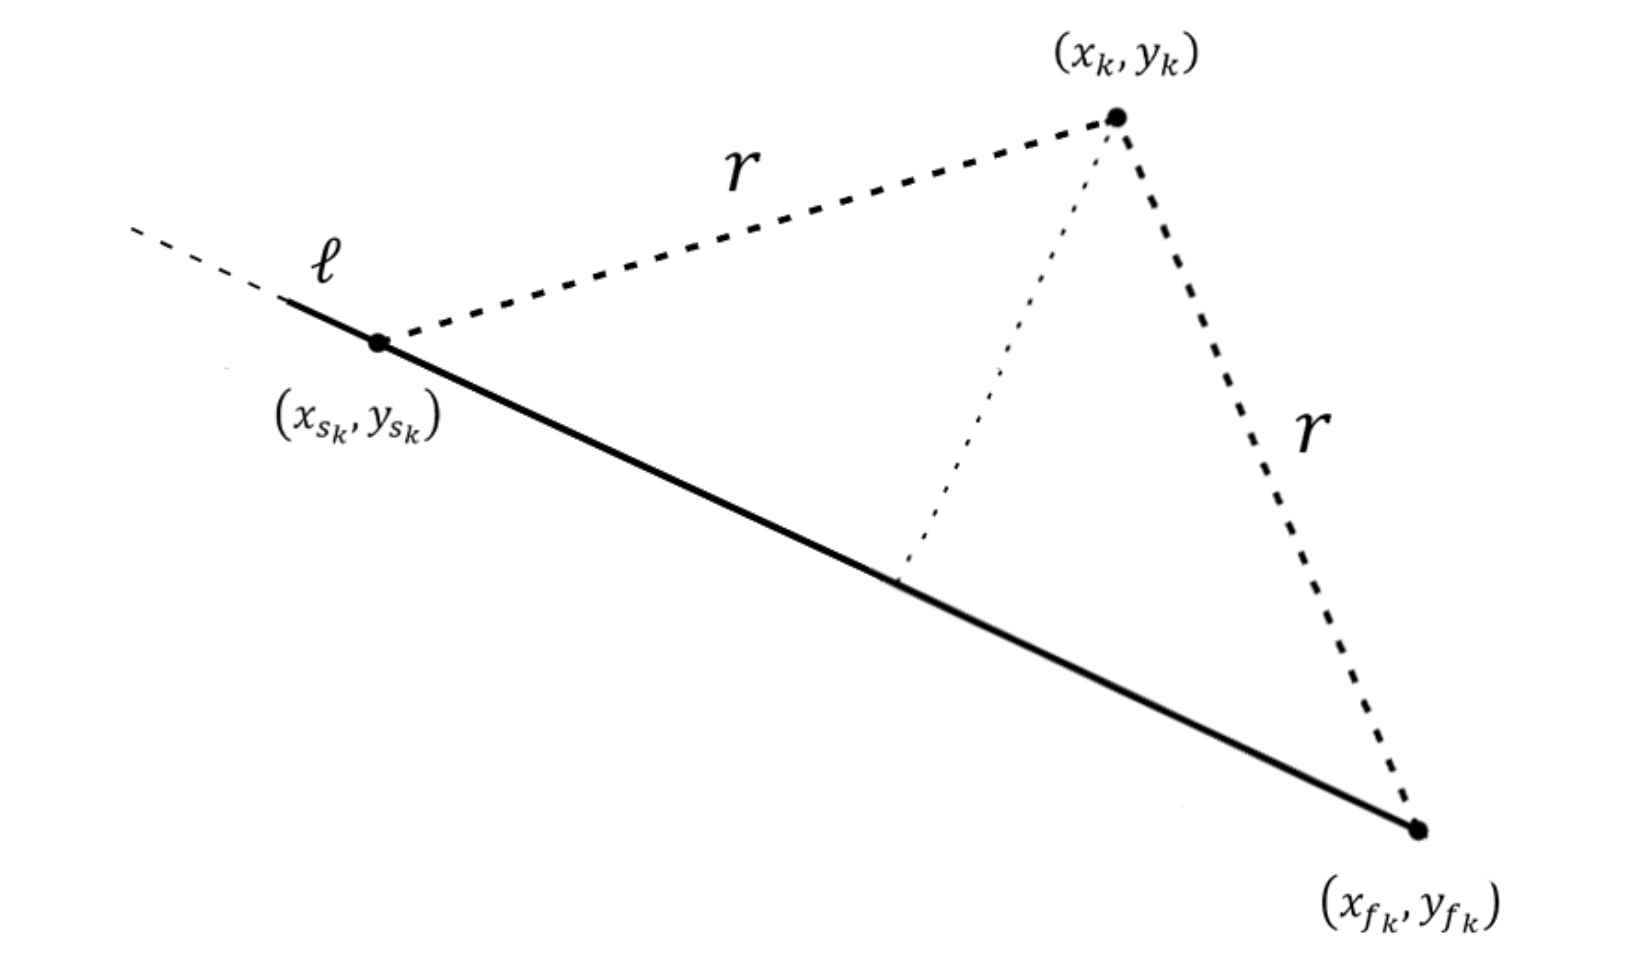 (x_k, y_k)
r
ℓ
(x_{s_k}, y_{s_k})
r
(x_{f_k}, y_{f_k})